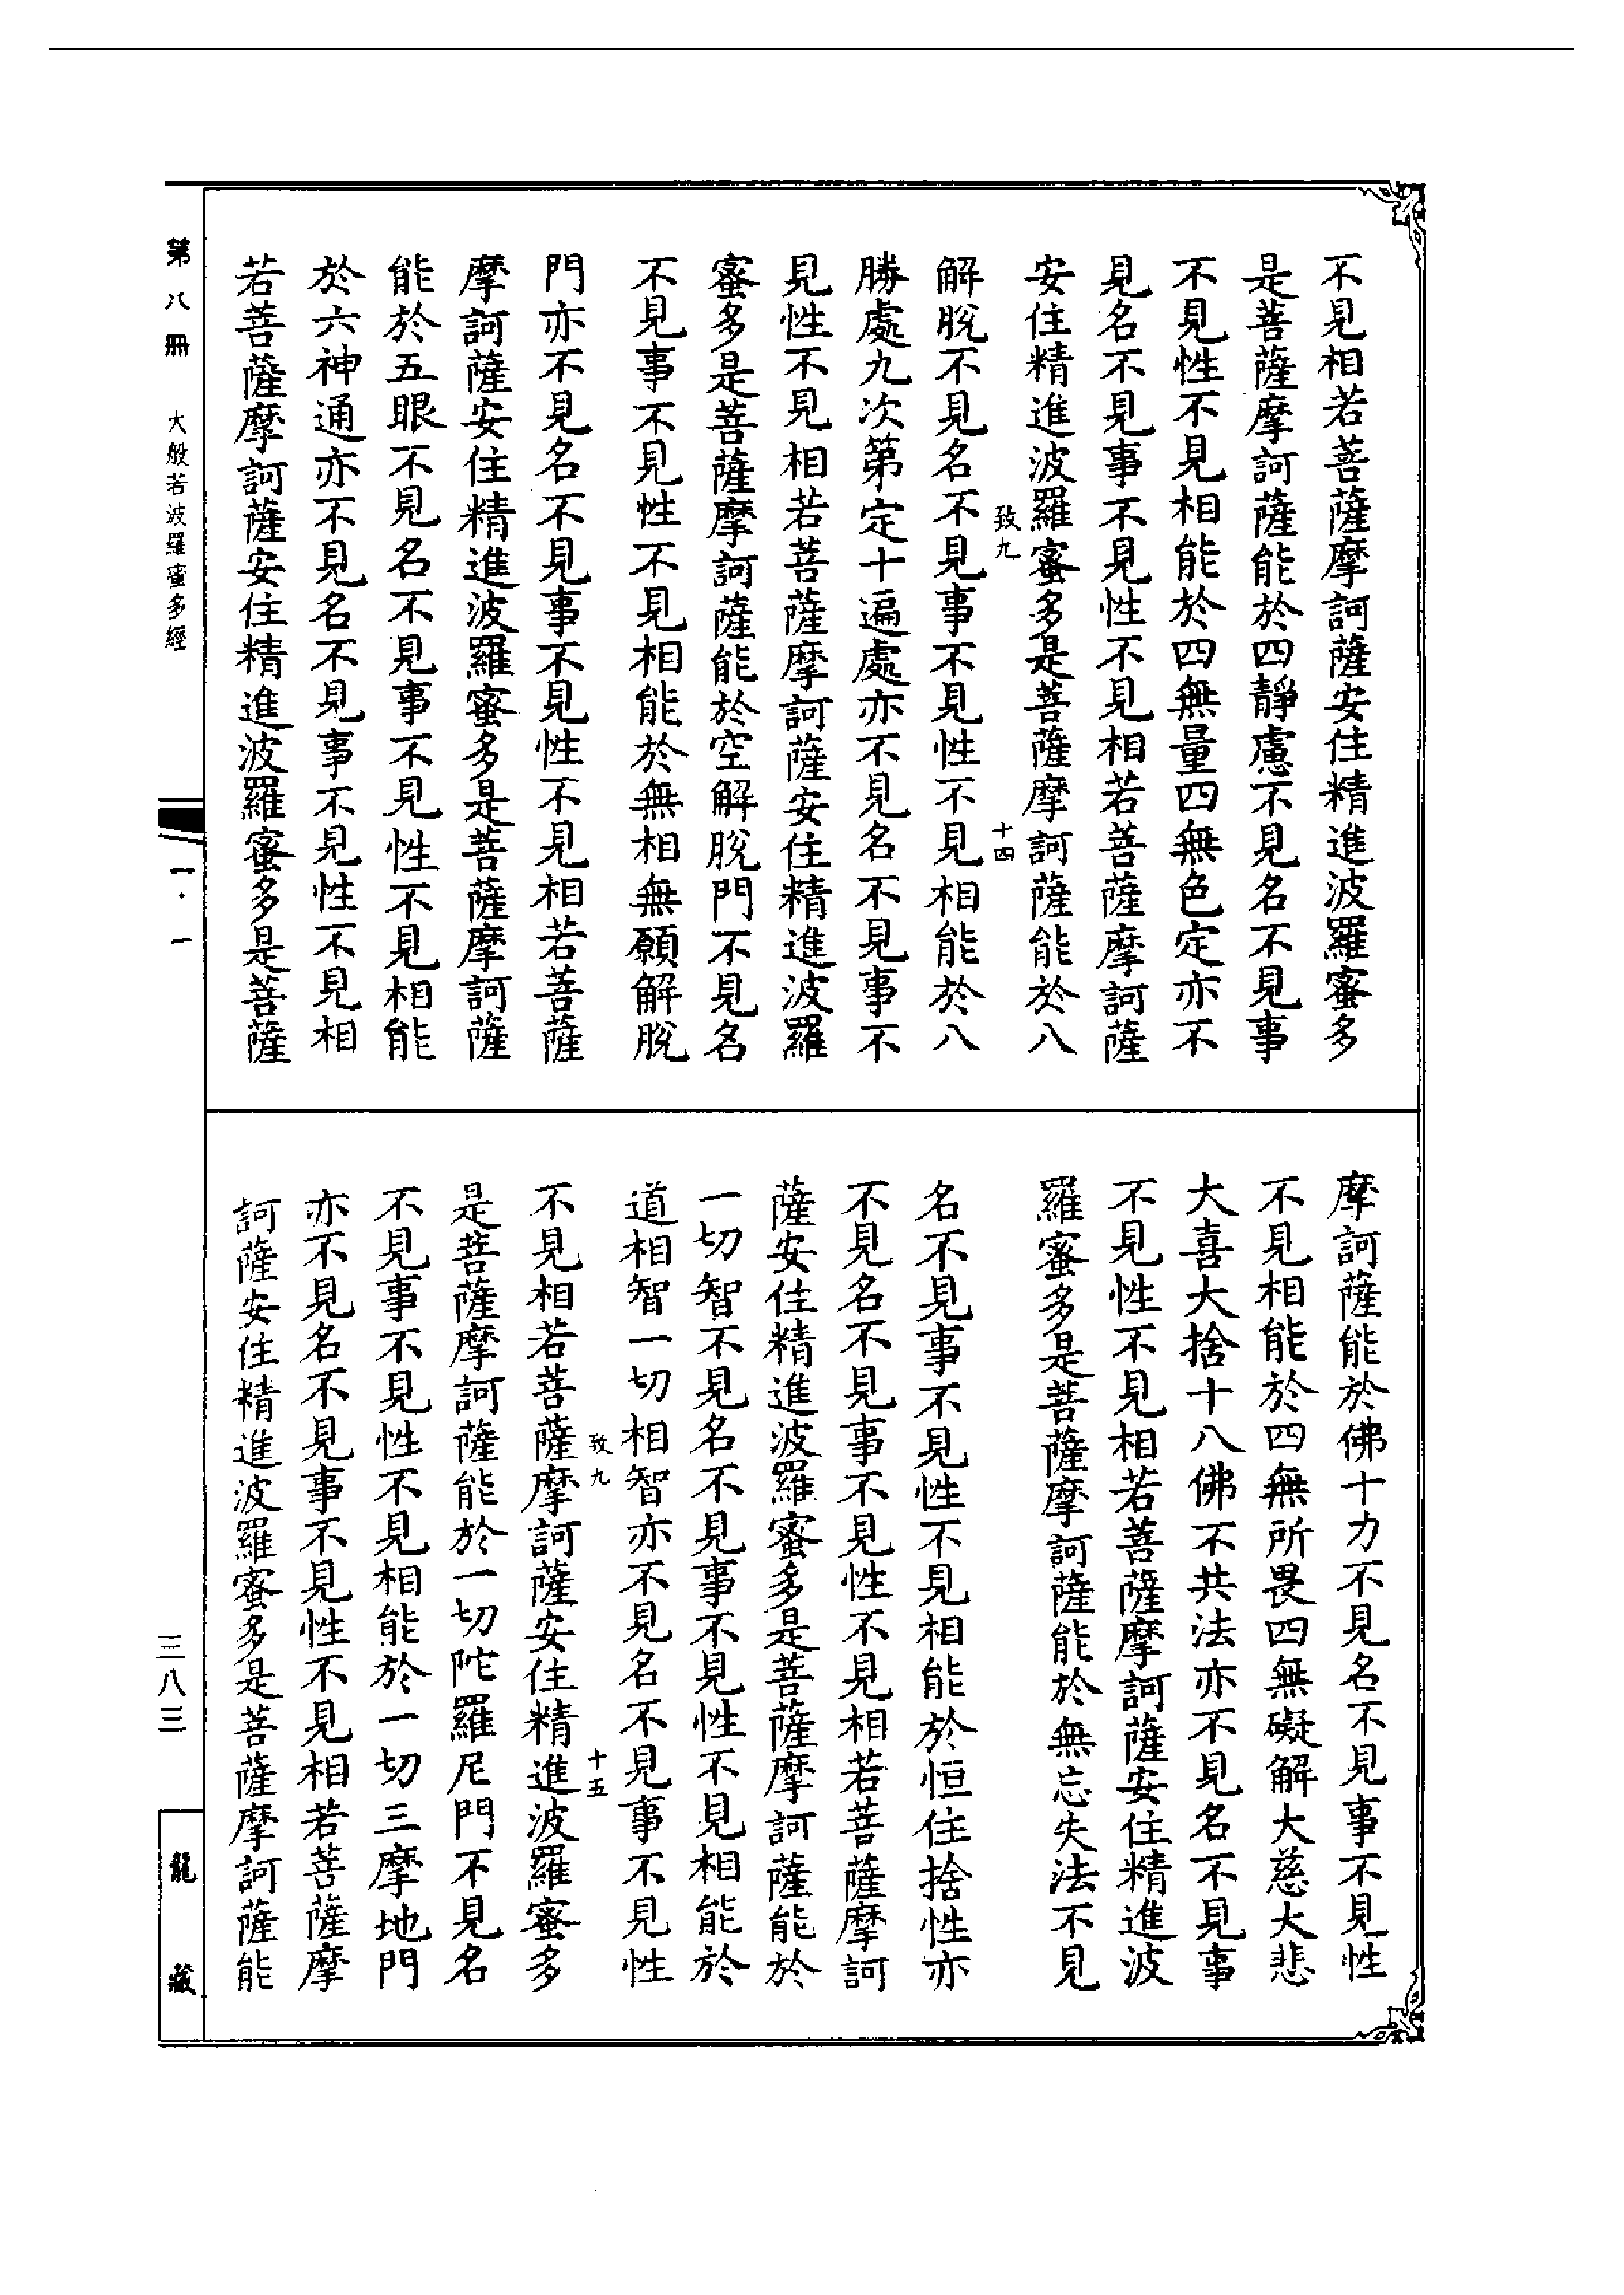 不見相若菩薩摩訶薩安住精進波羅蜜多
是菩薩摩訶薩能於四靜慮不見名不見事
不見性不見相能於四無量四無色定亦不
見名不見事不見性不見相若菩薩摩訶薩
安住精進波羅蜜多是菩薩摩訶薩能於八
致九 十四
解脫不見名不見事不見性不見相能於八
勝處九次第定十遍處亦不見名不見事不
見性不見相若菩薩摩訶薩安住精進波羅
蜜多是菩薩摩訶薩能於空解脫門不見名
不見事不見性不見相能於無相無願解脫
門亦不見名不見事不見性不見相若菩薩
摩訶薩安住精進波羅蜜多是菩薩摩訶薩
能於五眼不見名不見事不見性不見相能
於六神通亦不見名不見事不見性不見相
若菩薩摩訶薩安住精進波羅蜜多是菩薩
摩訶薩能於佛十力不見名不見事不見性
不見相能於四無所畏四無礙解大慈大悲
大喜大捨十八佛不共法亦不見名不見事
不見性不見相若菩薩摩訶薩安住精進波
羅蜜多是菩薩摩訶薩能於無忘失法不見
名不見事不見性不見相能於恒住捨性亦
不見名不見事不見性不見相若菩薩摩訶
薩安住精進波羅蜜多是菩薩摩訶薩能於
一切智不見名不見事不見性不見相能於
道相智一切相智亦不見名不見事不見性
致九 十五
不見相若菩薩摩訶薩安住精進波羅蜜多
是菩薩摩訶薩能於一切陀羅尼門不見名
不見事不見性不見相能於一切三摩地門
亦不見名不見事不見性不見相若菩薩摩
訶薩安住精進波羅蜜多是菩薩摩訶薩能
第八冊 大般若波羅蜜多經
一·一
三八三
龍藏